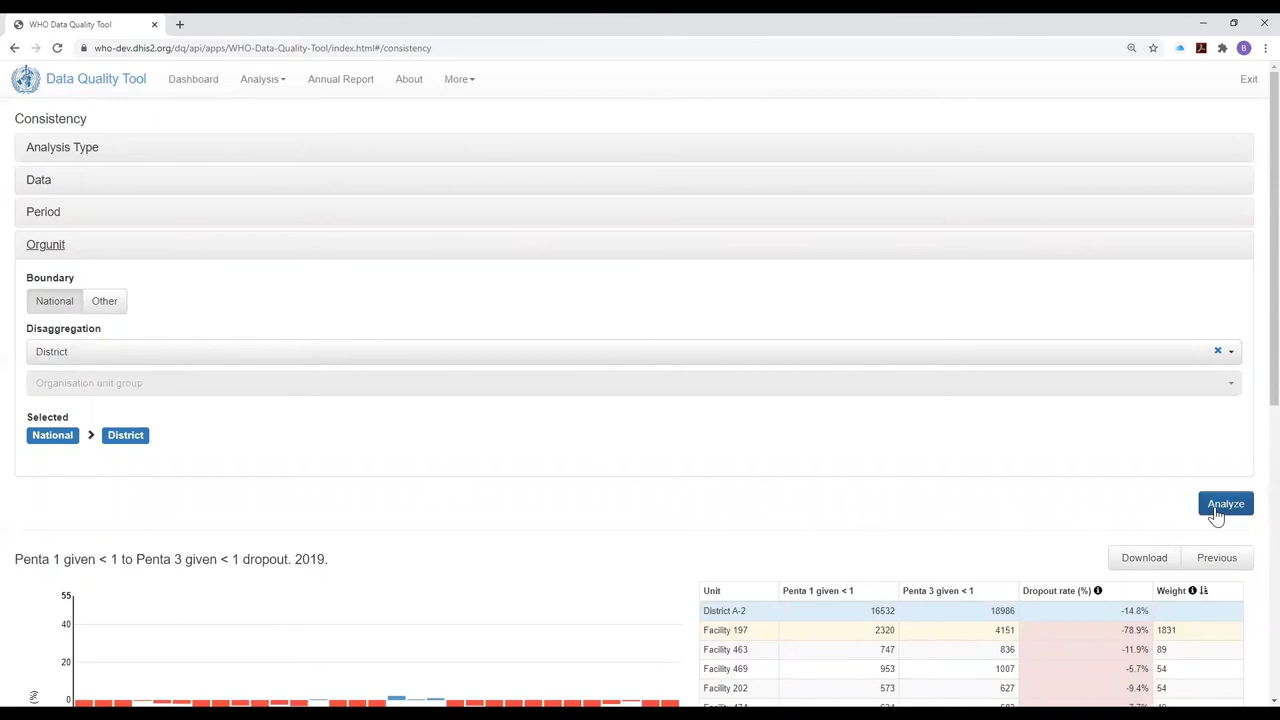 WHO Data Quality Tool
who-dev.dhis2.org/dq/api/apps/WHO-Data-Quality-Tool/index.html#/consistency
B
Data Quality Tool Dashboard Analysis Annual Report About More Exit
Consistency
Analysis Type
Data
Period
Orgunit
Boundary
National Other
Disaggregation
District
Organisation unit group
Selected
National District
Analyze
Penta 1 given < 1 to Penta 3 given < 1 dropout. 2019.
Download Previous
Unit Penta 1 given < 1 Penta 3 given < 1 Dropout rate (%) Weight
District A-2 16532 18986 -14.8%
Facility 197 2320 4151 -78.9% 1831
Facility 463 747 836 -11.9% 89
Facility 469 953 1007 -5.7% 54
Facility 202 573 627 -9.4% 54
55
40
20
0